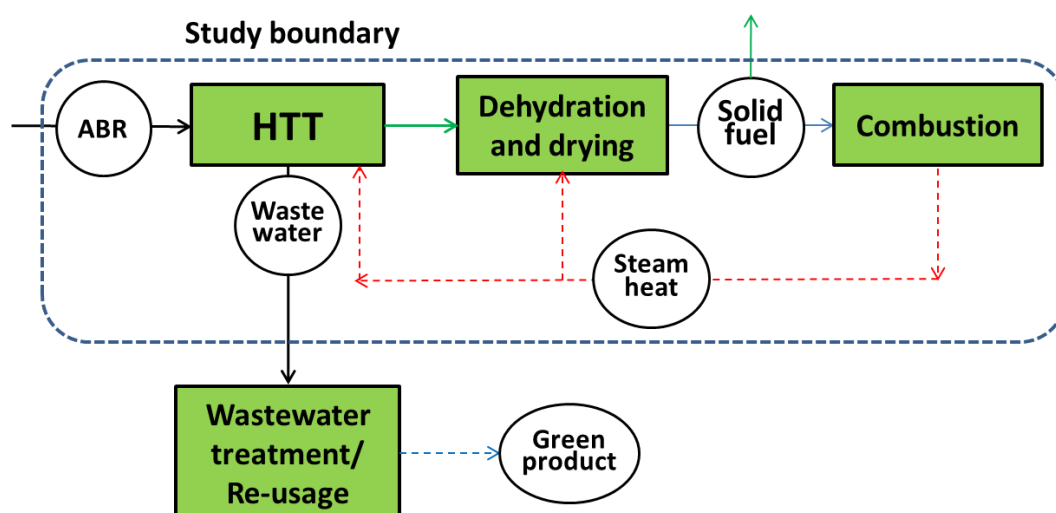 Study boundary
ABR
HTT
Dehydration
and drying
Solid
fuel
Combustion
Waste
water
Steam
heat
Wastewater
treatment/
Re-usage
Green
product